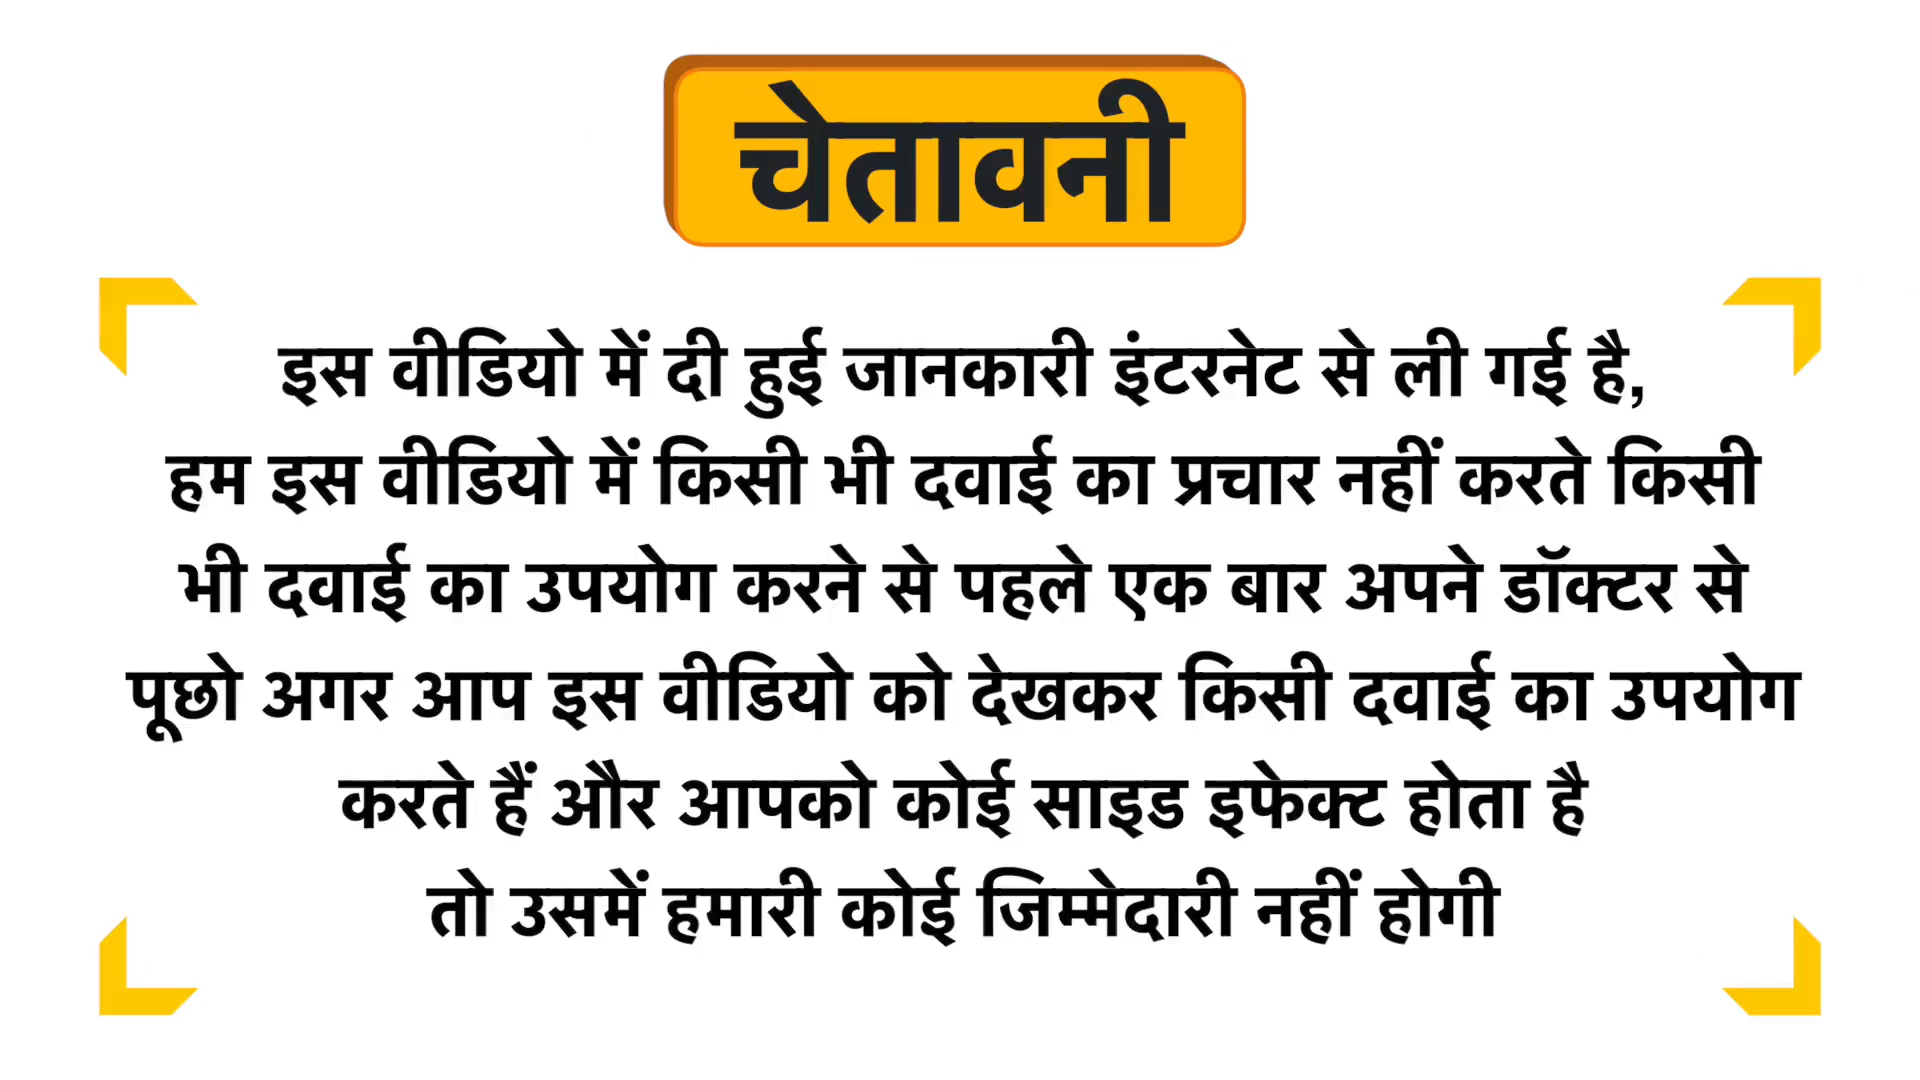 चेतावनी
इस वीडियो में दी हुई जानकारी इंटरनेट से ली गई है,
हम इस वीडियो में किसी भी दवाई का प्रचार नहीं करते किसी
भी दवाई का उपयोग करने से पहले एक बार अपने डॉक्टर से
पूछो अगर आप इस वीडियो को देखकर किसी दवाई का उपयोग
करते हैं और आपको कोई साइड इफेक्ट होता है
तो उसमें हमारी कोई जिम्मेदारी नहीं होगी